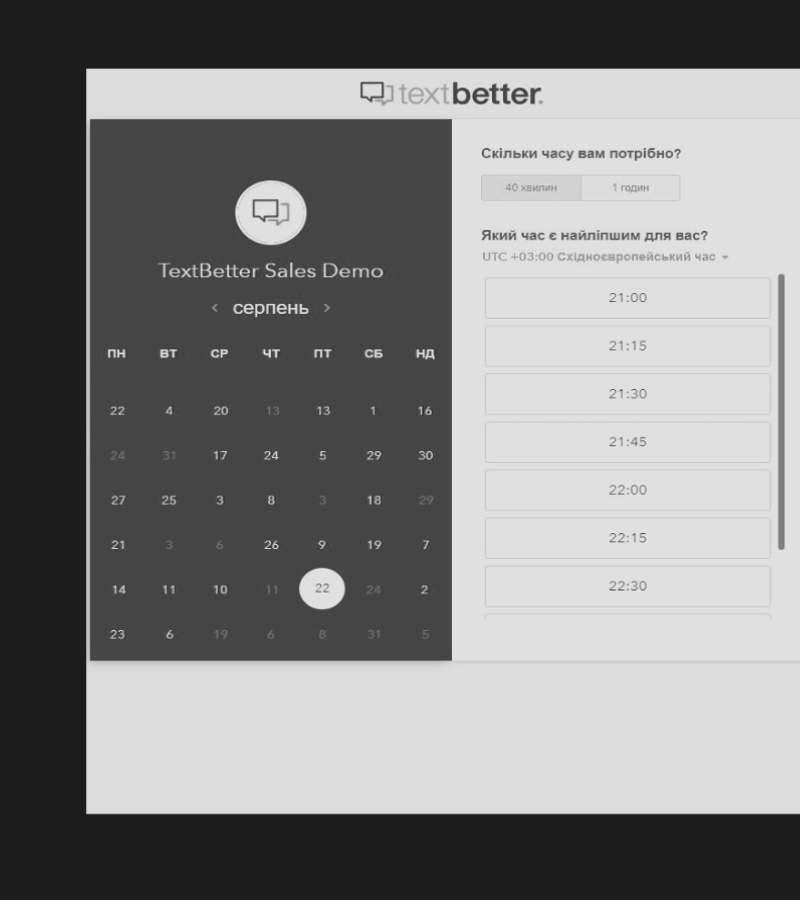 textbetter.
TextBetter Sales Demo
< серпень >
ПН ВТ СР ЧТ ПТ СБ НД
22 4 20 13 13 1 16
24 31 17 24 5 29 30
27 25 3 8 3 18 29
21 3 6 26 9 19 7
14 11 10 11 22 24 2
23 6 19 6 8 31 5
Скільки часу вам потрібно?
40 хвилин 1 годин
Який час є найліпшим для вас?
UTC +03:00 Східноєвропейський час
21:00
21:15
21:30
21:45
22:00
22:15
22:30